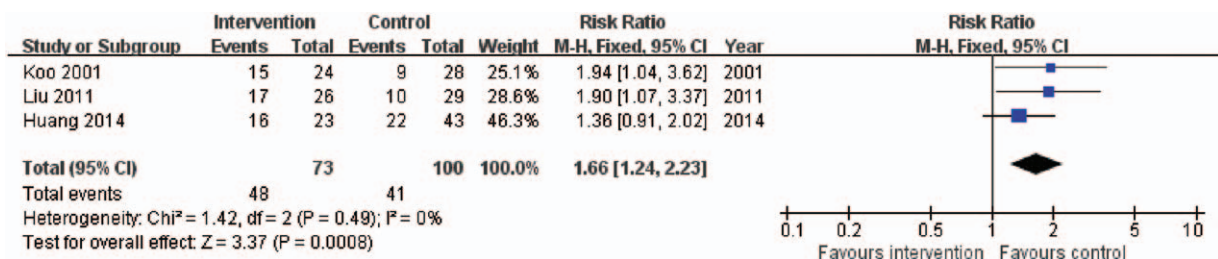 Intervention Control Risk Ratio Risk Ratio
Study or Subgroup Events Total Events Total Weight M-H, Fixed, 95% CI Year M-H, Fixed, 95% CI
Koo 2001 15 24 9 28 25.1% 1.94 [1.04, 3.62] 2001
Liu 2011 17 26 10 29 28.6% 1.90 [1.07, 3.37] 2011
Huang 2014 16 23 22 43 46.3% 1.36 [0.91, 2.02] 2014
Total (95% CI) 73 100 100.0% 1.66 [1.24, 2.23]
Total events 48 41
Heterogeneity: Chi² = 1.42, df = 2 (P = 0.49); I² = 0%
Test for overall effect: Z = 3.37 (P = 0.0008)
0.1 0.2 0.5 1 2 5 10
Favours intervention Favours control